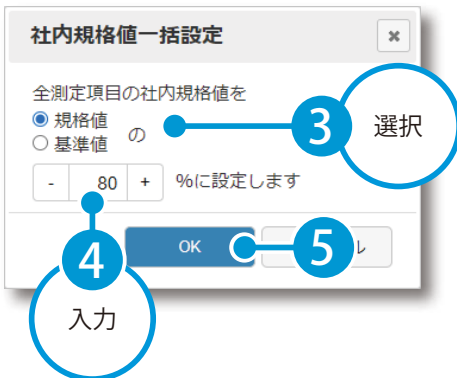 社内規格値一括設定
×
全測定項目の社内規格値を
規格値
基準値
の
3
選択
- 80 + %に設定します
4
入力
OK
5
ル